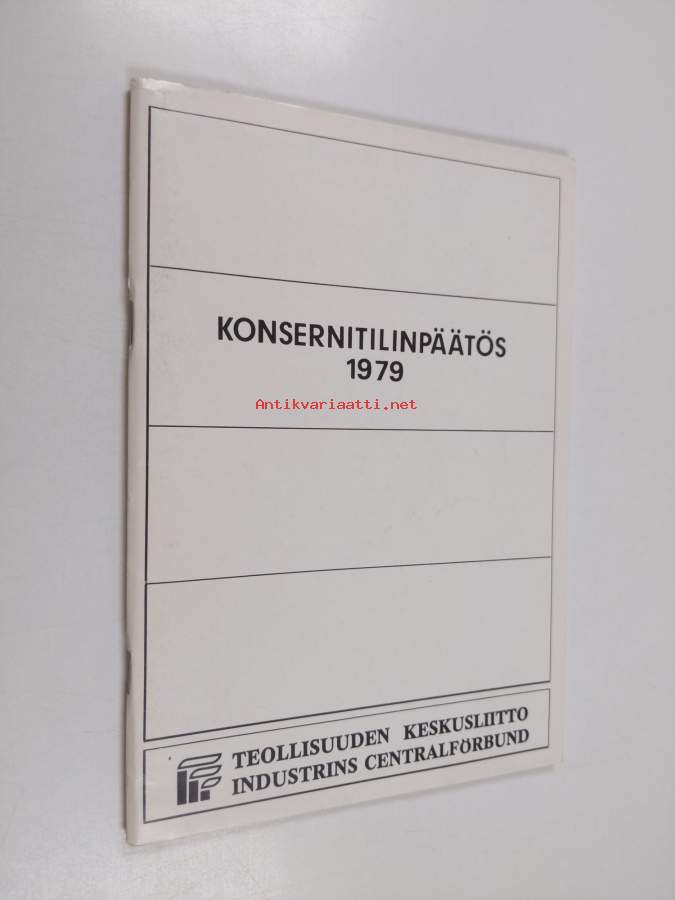 KONSERNITILINPÄÄTÖS
1979
Antikvariaatti.net
TEOLLISUUDEN KESKUSLIITTO
INDUSTRINS CENTRALFÖRBUND